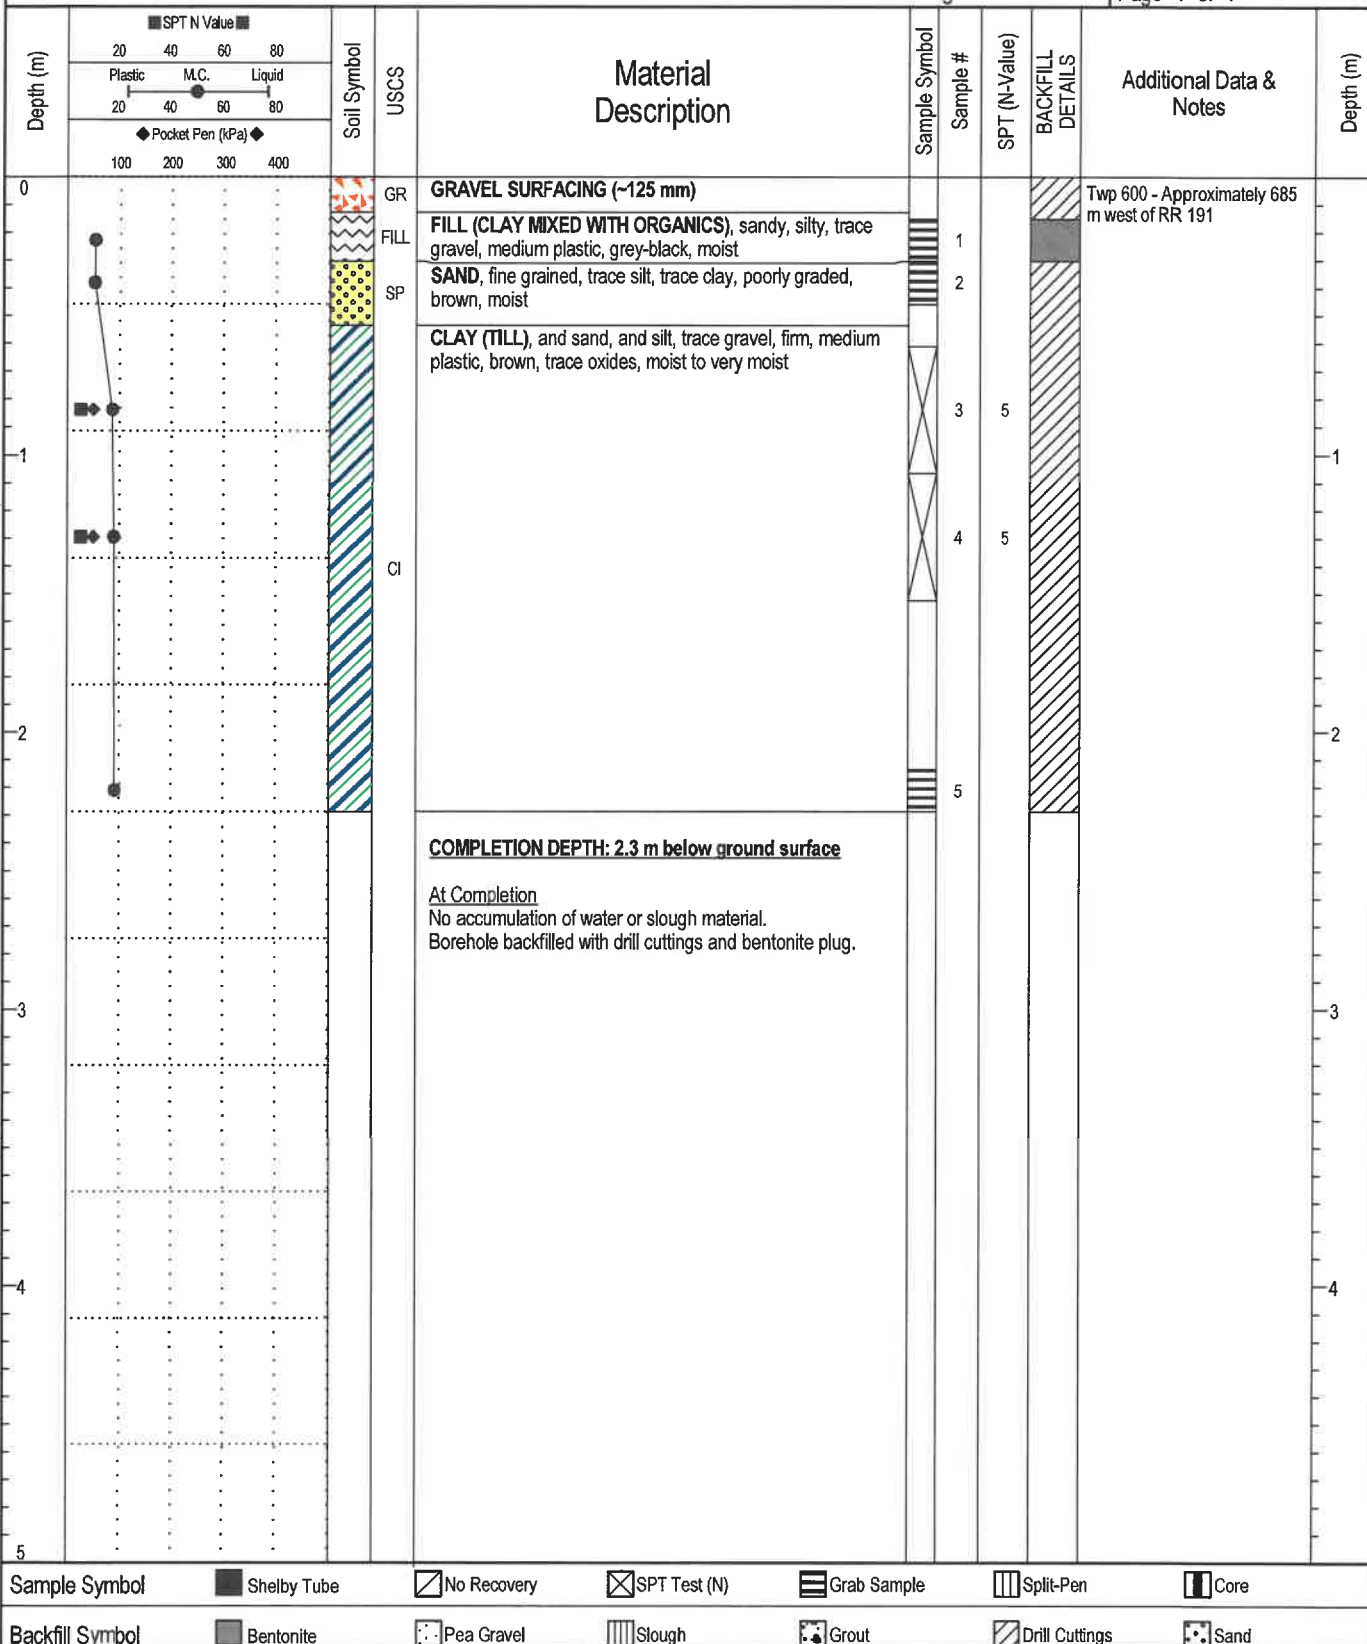 SPT N Value
20 40 60 80
Plastic M.C. Liquid
20 40 60 80
Pocket Pen (kPa)
100 200 300 400
Depth (m)
Soil Symbol
USCS
Material
Description
Sample Symbol
Sample #
SPT (N-Value)
BACKFILL
DETAILS
Additional Data &
Notes
Depth (m)
0
GR
GRAVEL SURFACING (~125 mm)
Twp 600 - Approximately 685
m west of RR 191
FILL
FILL (CLAY MIXED WITH ORGANICS), sandy, silty, trace
gravel, medium plastic, grey-black, moist
1
SP
SAND, fine grained, trace silt, trace clay, poorly graded,
brown, moist
2
CLAY (TILL), and sand, and silt, trace gravel, firm, medium
plastic, brown, trace oxides, moist to very moist
3 5
1 1
4 5
CI
2 2
5
COMPLETION DEPTH: 2.3 m below ground surface
At Completion
No accumulation of water or slough material.
Borehole backfilled with drill cuttings and bentonite plug.
3 3
4 4
5
Sample Symbol Shelby Tube No Recovery SPT Test (N) Grab Sample Split-Pen Core
Backfill Symbol Bentonite Pea Gravel Slough Grout Drill Cuttings Sand